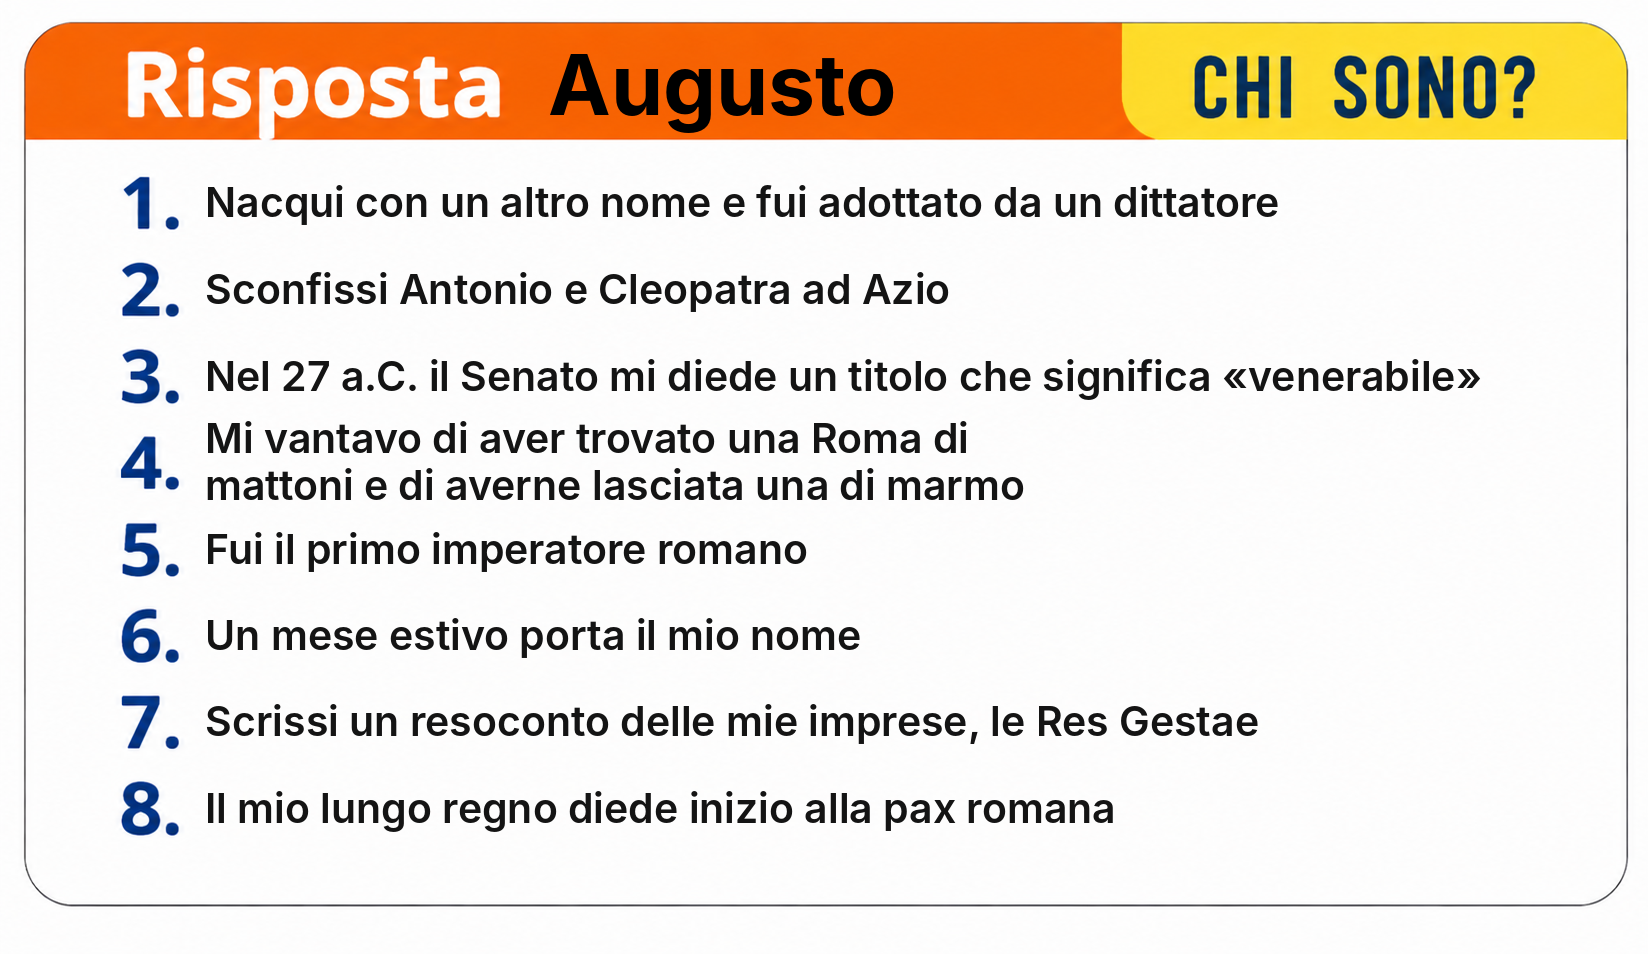 Risposta Augusto
CHI SONO?
1. Nacqui con un altro nome e fui adottato da un dittatore
2. Sconfissi Antonio e Cleopatra ad Azio
3. Nel 27 a.C. il Senato mi diede un titolo che significa «venerabile»
4. Mi vantavo di aver trovato una Roma di
mattoni e di averne lasciata una di marmo
5. Fui il primo imperatore romano
6. Un mese estivo porta il mio nome
7. Scrissi un resoconto delle mie imprese, le Res Gestae
8. Il mio lungo regno diede inizio alla pax romana